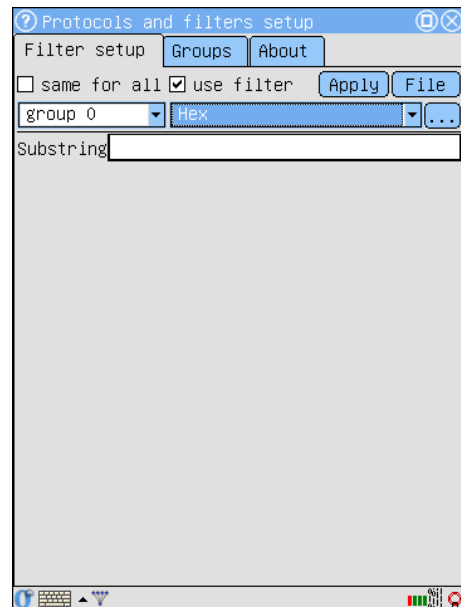 Protocols and filters setup
Filter setup Groups About
same for all use filter Apply File
group 0 Hex ...
Substring